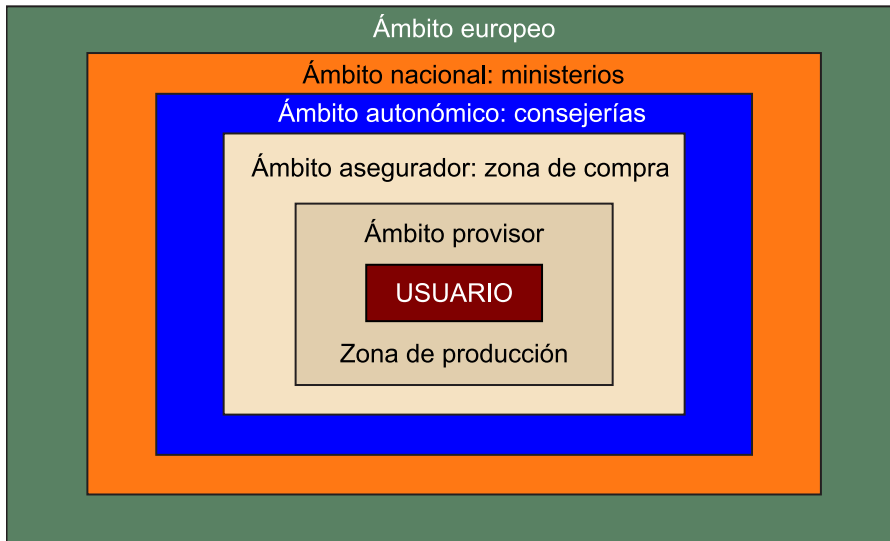 Ámbito europeo
Ámbito nacional: ministerios
Ámbito autonómico: consejerías
Ámbito asegurador: zona de compra
Ámbito provisor
USUARIO
Zona de producción